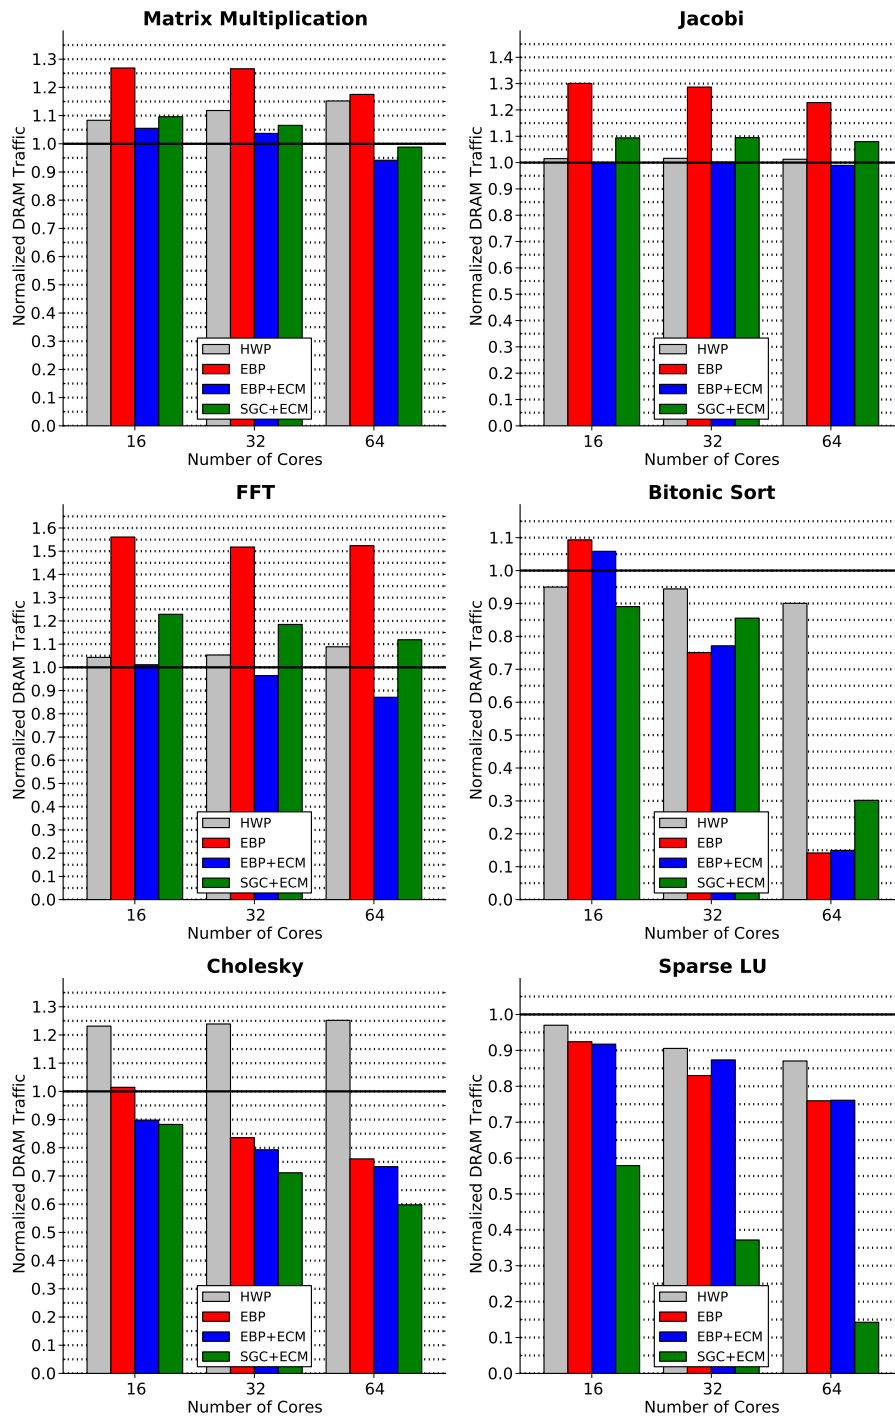 Matrix Multiplication
Normalized DRAM Traffic
1.3
1.2
1.1
1.0
0.9
0.8
0.7
0.6
0.5
0.4
0.3
0.2
0.1
0.0
HWP
EBP
EBP+ECM
SGC+ECM
16 32 64
Number of Cores
Jacobi
Normalized DRAM Traffic
1.4
1.3
1.2
1.1
1.0
0.9
0.8
0.7
0.6
0.5
0.4
0.3
0.2
0.1
0.0
HWP
EBP
EBP+ECM
SGC+ECM
16 32 64
Number of Cores
FFT
Normalized DRAM Traffic
1.6
1.5
1.4
1.3
1.2
1.1
1.0
0.9
0.8
0.7
0.6
0.5
0.4
0.3
0.2
0.1
0.0
HWP
EBP
EBP+ECM
SGC+ECM
16 32 64
Number of Cores
Bitonic Sort
Normalized DRAM Traffic
1.1
1.0
0.9
0.8
0.7
0.6
0.5
0.4
0.3
0.2
0.1
0.0
HWP
EBP
EBP+ECM
SGC+ECM
16 32 64
Number of Cores
Cholesky
Normalized DRAM Traffic
1.3
1.2
1.1
1.0
0.9
0.8
0.7
0.6
0.5
0.4
0.3
0.2
0.1
0.0
HWP
EBP
EBP+ECM
SGC+ECM
16 32 64
Number of Cores
Sparse LU
Normalized DRAM Traffic
1.0
0.9
0.8
0.7
0.6
0.5
0.4
0.3
0.2
0.1
0.0
HWP
EBP
EBP+ECM
SGC+ECM
16 32 64
Number of Cores